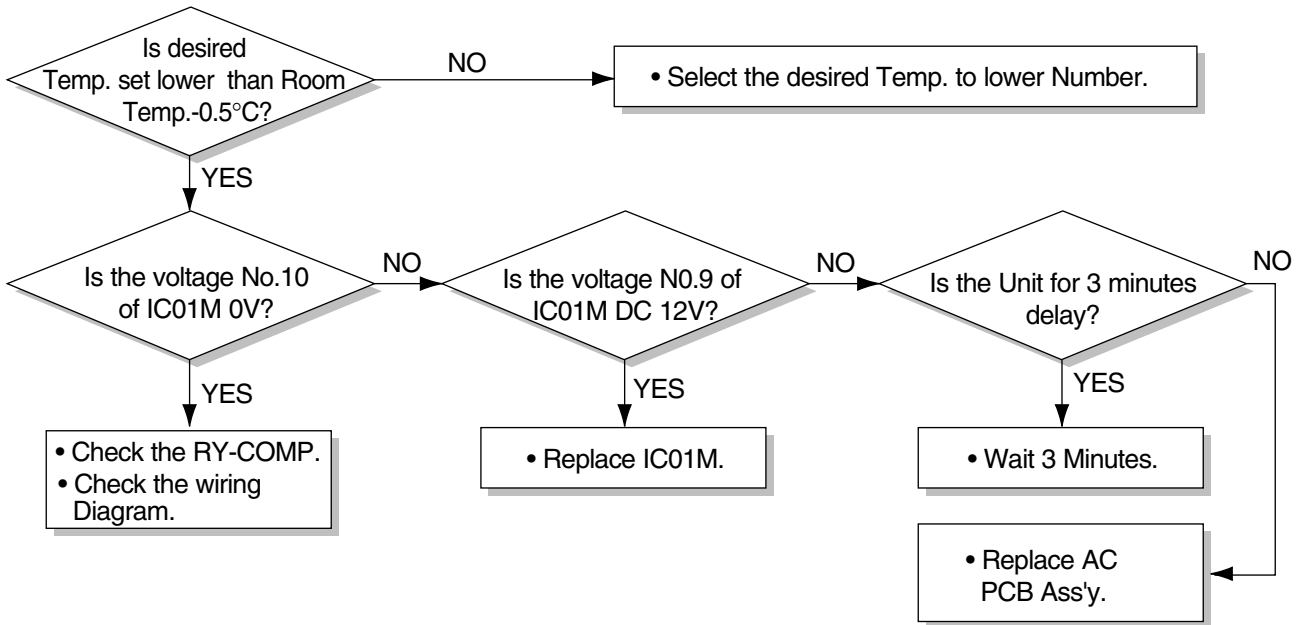 Is desired
Temp. set lower than Room
Temp.-0.5°C?
NO
• Select the desired Temp. to lower Number.
YES
Is the voltage No.10
of IC01M 0V?
NO
Is the voltage N0.9 of
IC01M DC 12V?
NO
Is the Unit for 3 minutes
delay?
NO
YES
• Check the RY-COMP.
• Check the wiring
Diagram.
YES
• Replace IC01M.
YES
• Wait 3 Minutes.
• Replace AC
PCB Ass'y.